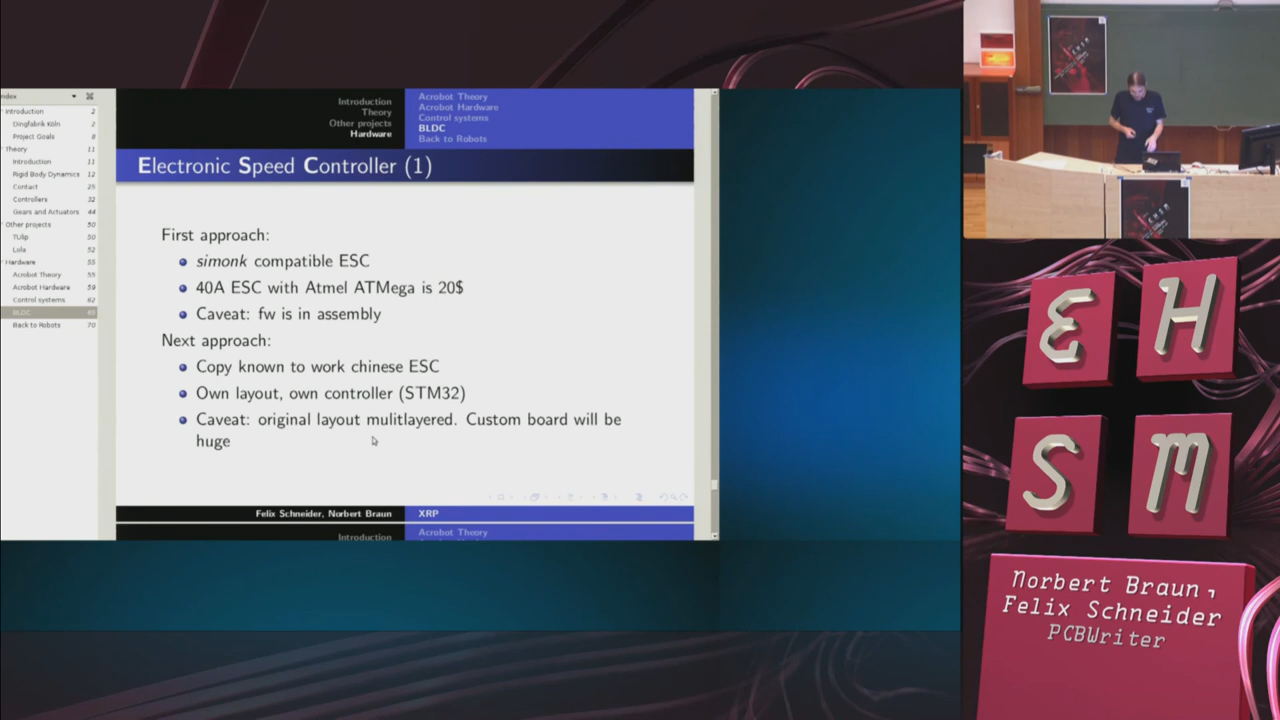 ndex
Introduction 2
Dingfabrik Köln 2
Project Goals 8
Theory 11
Introduction 11
Rigid Body Dynamics 12
Contact 25
Controllers 32
Gears and Actuators 44
Other projects 50
TUlip 50
Lola 52
Hardware 55
Acrobot Theory 55
Acrobot Hardware 59
Control systems 62
BLDC 65
Back to Robots 70
Introduction
Theory
Other projects
Hardware
Acrobot Theory
Acrobot Hardware
Control systems
BLDC
Back to Robots
Electronic Speed Controller (1)
First approach:
simonk compatible ESC
40A ESC with Atmel ATMega is 20$
Caveat: fw is in assembly
Next approach:
Copy known to work chinese ESC
Own layout, own controller (STM32)
Caveat: original layout mulitlayered. Custom board will be
huge
Felix Schneider, Norbert Braun XRP
Introduction
Acrobot Theory
EHSM
E H
S M
Norbert Braun,
Felix Schneider
PCBWriter